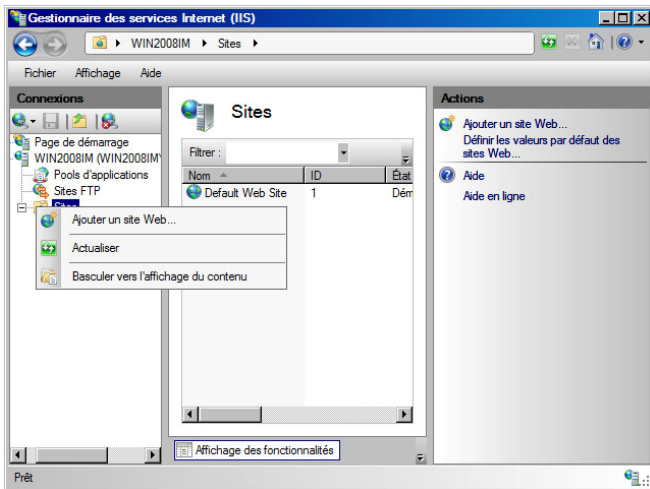 Gestionnaire des services Internet (IIS)
WIN2008IM
Sites
Fichier Affichage Aide
Connexions
Page de démarrage
WIN2008IM (WIN2008IM
Pools d'applications
Sites FTP
Sites
Ajouter un site Web...
Actualiser
Basculer vers l'affichage du contenu
Sites
Filtrer :
Nom ID État
Default Web Site 1 Dém
Affichage des fonctionnalités
Actions
Ajouter un site Web...
Définir les valeurs par défaut des
sites Web...
Aide
Aide en ligne
Prêt